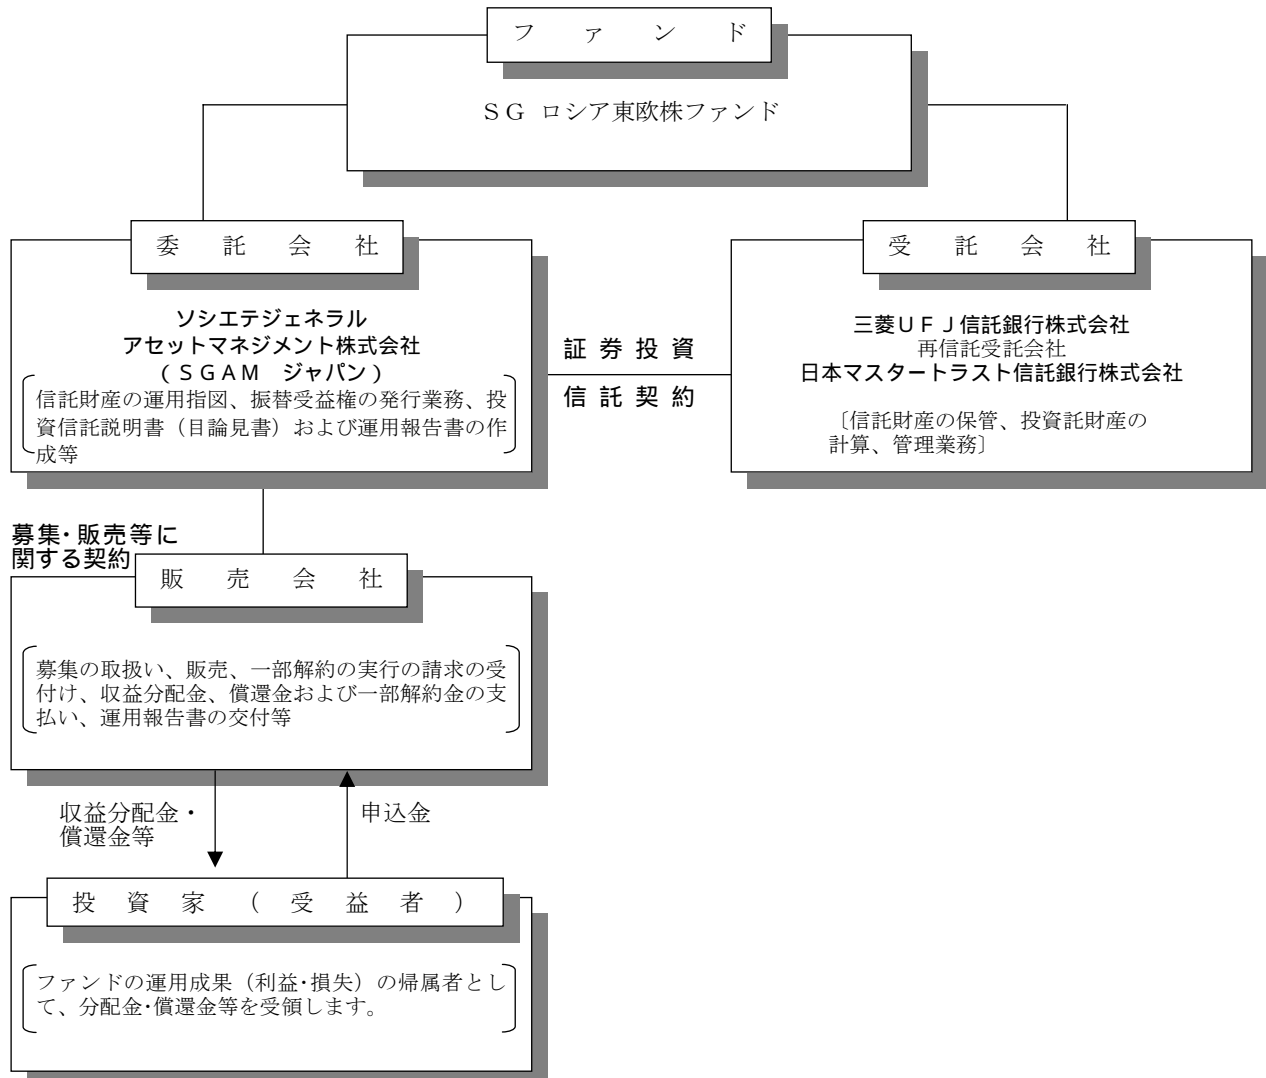 ファンド
ＳＧ ロシア東欧株ファンド
委託会社
ソシエテジェネラル
アセットマネジメント株式会社
(ＳＧＡＭ ジャパン)
信託財産の運用指図、振替受益権の発行業務、投
資信託説明書（目論見書）および運用報告書の作
成等
証券投資
信託契約
受託会社
三菱ＵＦＪ信託銀行株式会社
再信託受託会社
日本マスタートラスト信託銀行株式会社
〔信託財産の保管、投資託財産の
計算、管理業務〕
募集･販売等に
関する契約
販売会社
募集の取扱い、販売、一部解約の実行の請求の受
付け、収益分配金、償還金および一部解約金の支
払い、運用報告書の交付等
収益分配金・
償還金等
申込金
投資家（受益者）
ファンドの運用成果（利益･損失）の帰属者とし
て、分配金･償還金等を受領します。